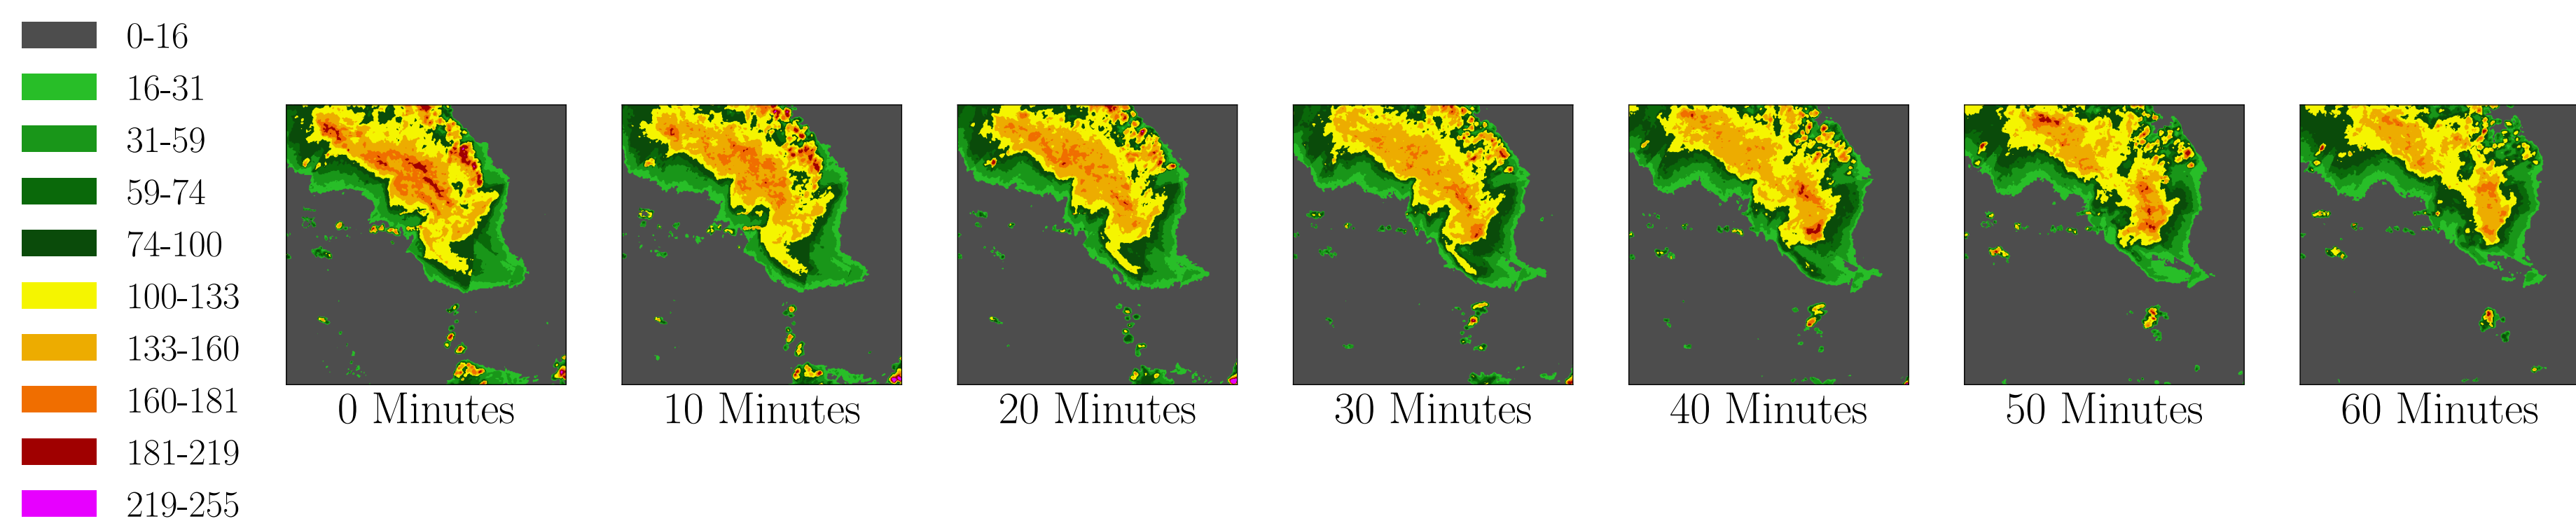 0-16
16-31
31-59
59-74
74-100
100-133
133-160
160-181
181-219
219-255
0 Minutes
10 Minutes
20 Minutes
30 Minutes
40 Minutes
50 Minutes
60 Minutes